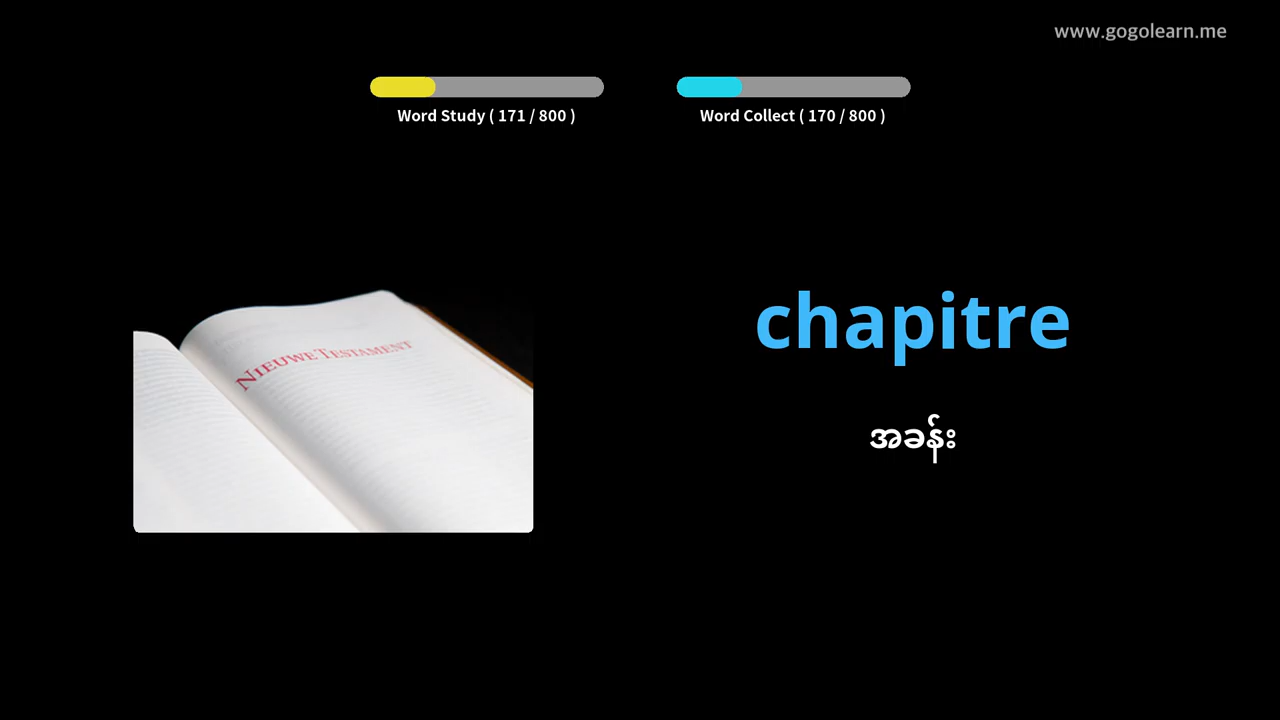 www.gogolearn.me
Word Study ( 171 / 800 )
Word Collect ( 170 / 800 )
NIEUWE TESTAMENT
chapitre
အခန်း